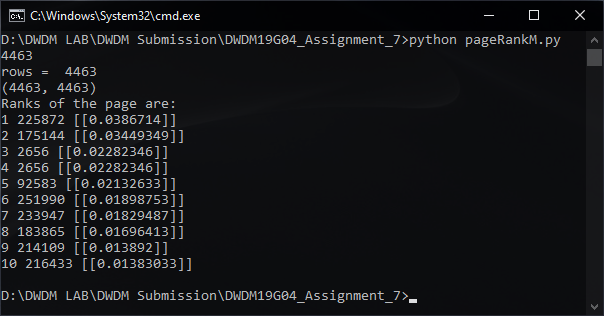 C:\Windows\System32\cmd.exe
D:\DWDM LAB\DWDM Submission\DWDM19G04_Assignment_7>python pageRankM.py
4463
rows =  4463
(4463, 4463)
Ranks of the page are:
1 225872 [[0.0386714]]
2 175144 [[0.03449349]]
3 2656 [[0.02282346]]
4 2656 [[0.02282346]]
5 92583 [[0.02132633]]
6 251990 [[0.01898753]]
7 233947 [[0.01829487]]
8 183865 [[0.01696413]]
9 214109 [[0.013892]]
10 216433 [[0.01383033]]
D:\DWDM LAB\DWDM Submission\DWDM19G04_Assignment_7>